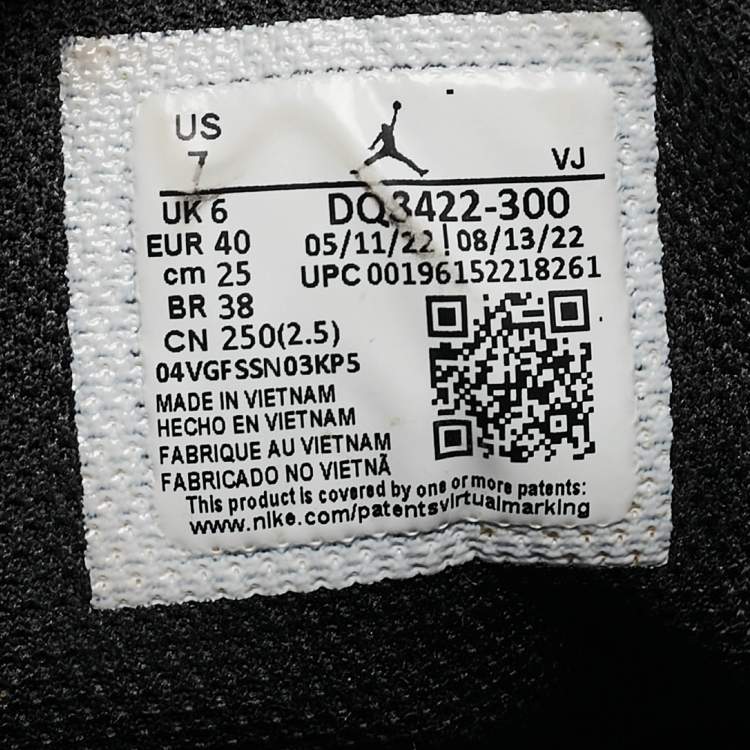 US
7
VJ
UK 6
DQ3422-300
EUR 40
05/11/22 | 08/13/22
cm 25
UPC 00196152218261
BR 38
CN 250(2.5)
04VGFSSN03KP5
MADE IN VIETNAM
HECHO EN VIETNAM
FABRIQUE AU VIETNAM
FABRICADO NO VIETNÃ
This product is covered by one or more patents:
www.nike.com/patentsvirtualmarking